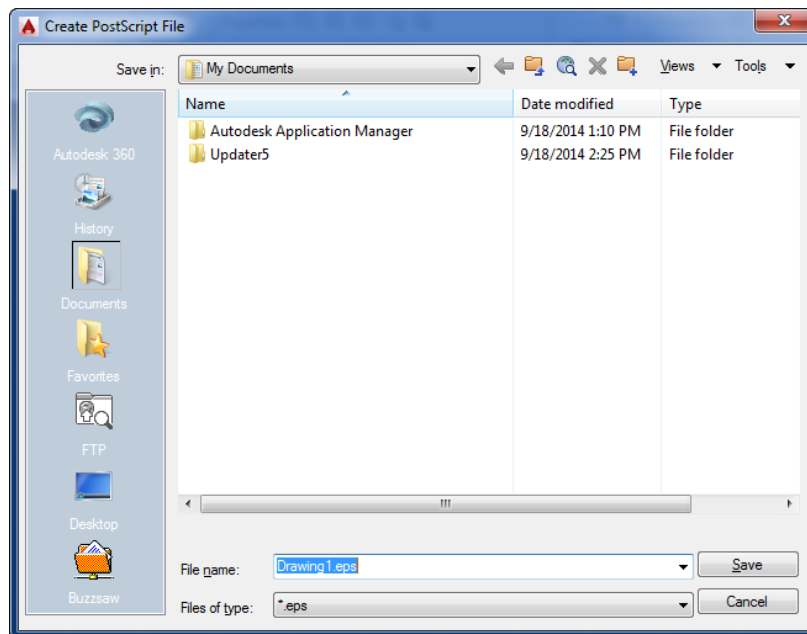 Create PostScript File
Save in: My Documents Views Tools
Name Date modified Type
Autodesk Application Manager 9/18/2014 1:10 PM File folder
Updater5 9/18/2014 2:25 PM File folder
Autodesk 360
History
Documents
Favorites
FTP
Desktop
Buzzsaw
File name: Drawing1.eps Save
Files of type: *.eps Cancel